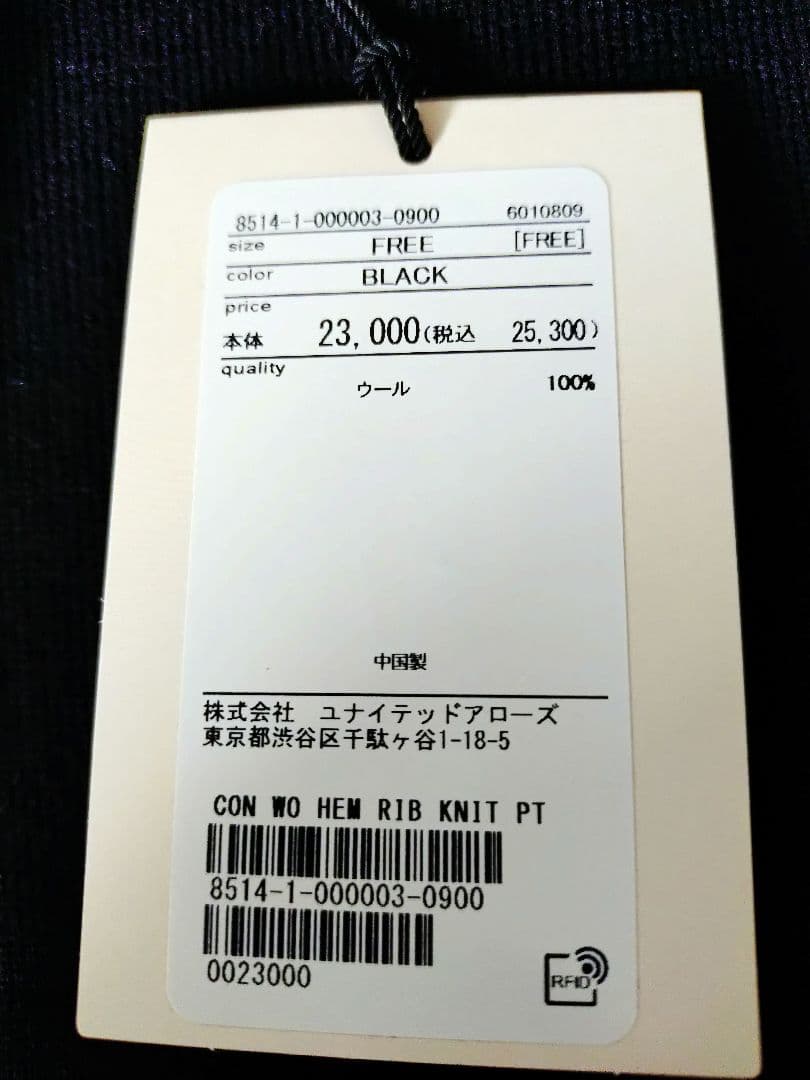 8514-1-000003-0900 6010809
size FREE [FREE]
color BLACK
price
本体 23,000(税込 25,300)
quality
ウール 100%
中国製
株式会社 ユナイテッドアローズ
東京都渋谷区千駄ヶ谷1-18-5
CON WO HEM RIB KNIT PT
8514-1-000003-0900
0023000
RFID